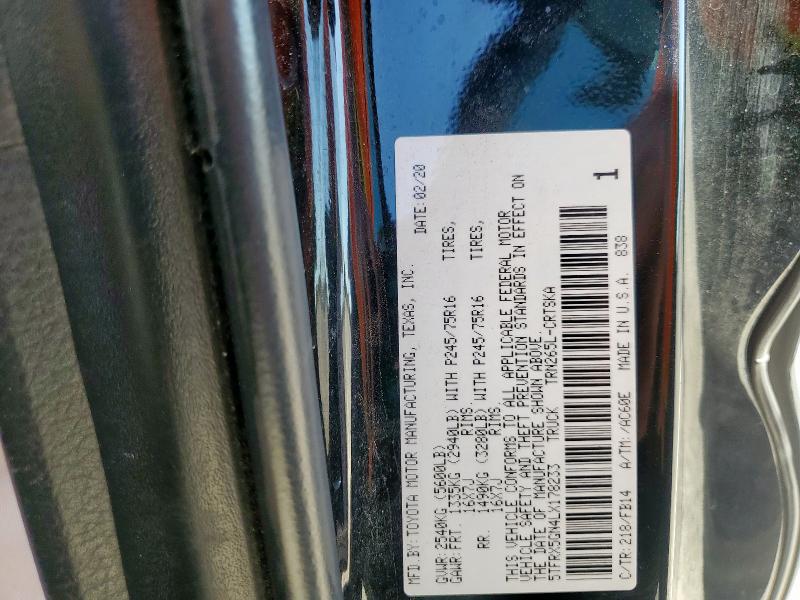 MFD BY: TOYOTA MOTOR MANUFACTURING, TEXAS, INC. DATE: 02/20
GVWR: 2540KG (5600LB)
GAWR: FRT. 1335KG (2940LB) WITH P245/75R16 TIRES,
16X7J RIMS.
RR. 1490KG (3280LB) WITH P245/75R16 TIRES,
16X7J RIMS.
THIS VEHICLE CONFORMS TO ALL APPLICABLE FEDERAL MOTOR
VEHICLE SAFETY AND THEFT PREVENTION STANDARDS IN EFFECT ON
THE DATE OF MANUFACTURE SHOWN ABOVE.
5TFRX5GN4LX178233 TRUCK TRN265L-CRTSKA
C/TR: 218/FB14 A/TM: /AC60E MADE IN U.S.A. 838
1